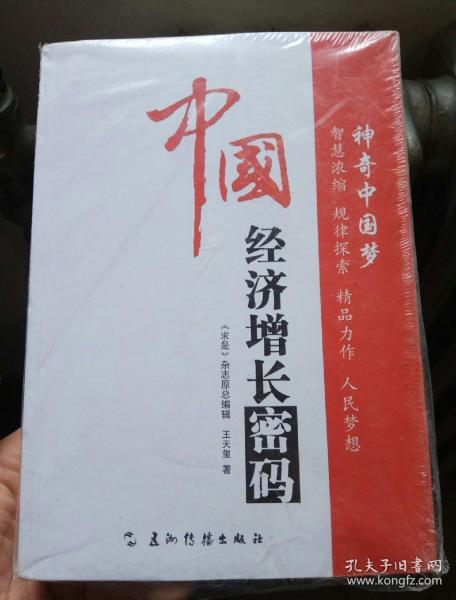 中國
经济增长密码
《求是》杂志原总编辑 王天玺 著
神奇中国梦
智慧浓缩 规律探索 精品力作 人民梦想
五洲传播出版社
孔夫子旧书网
www.kongfz.com